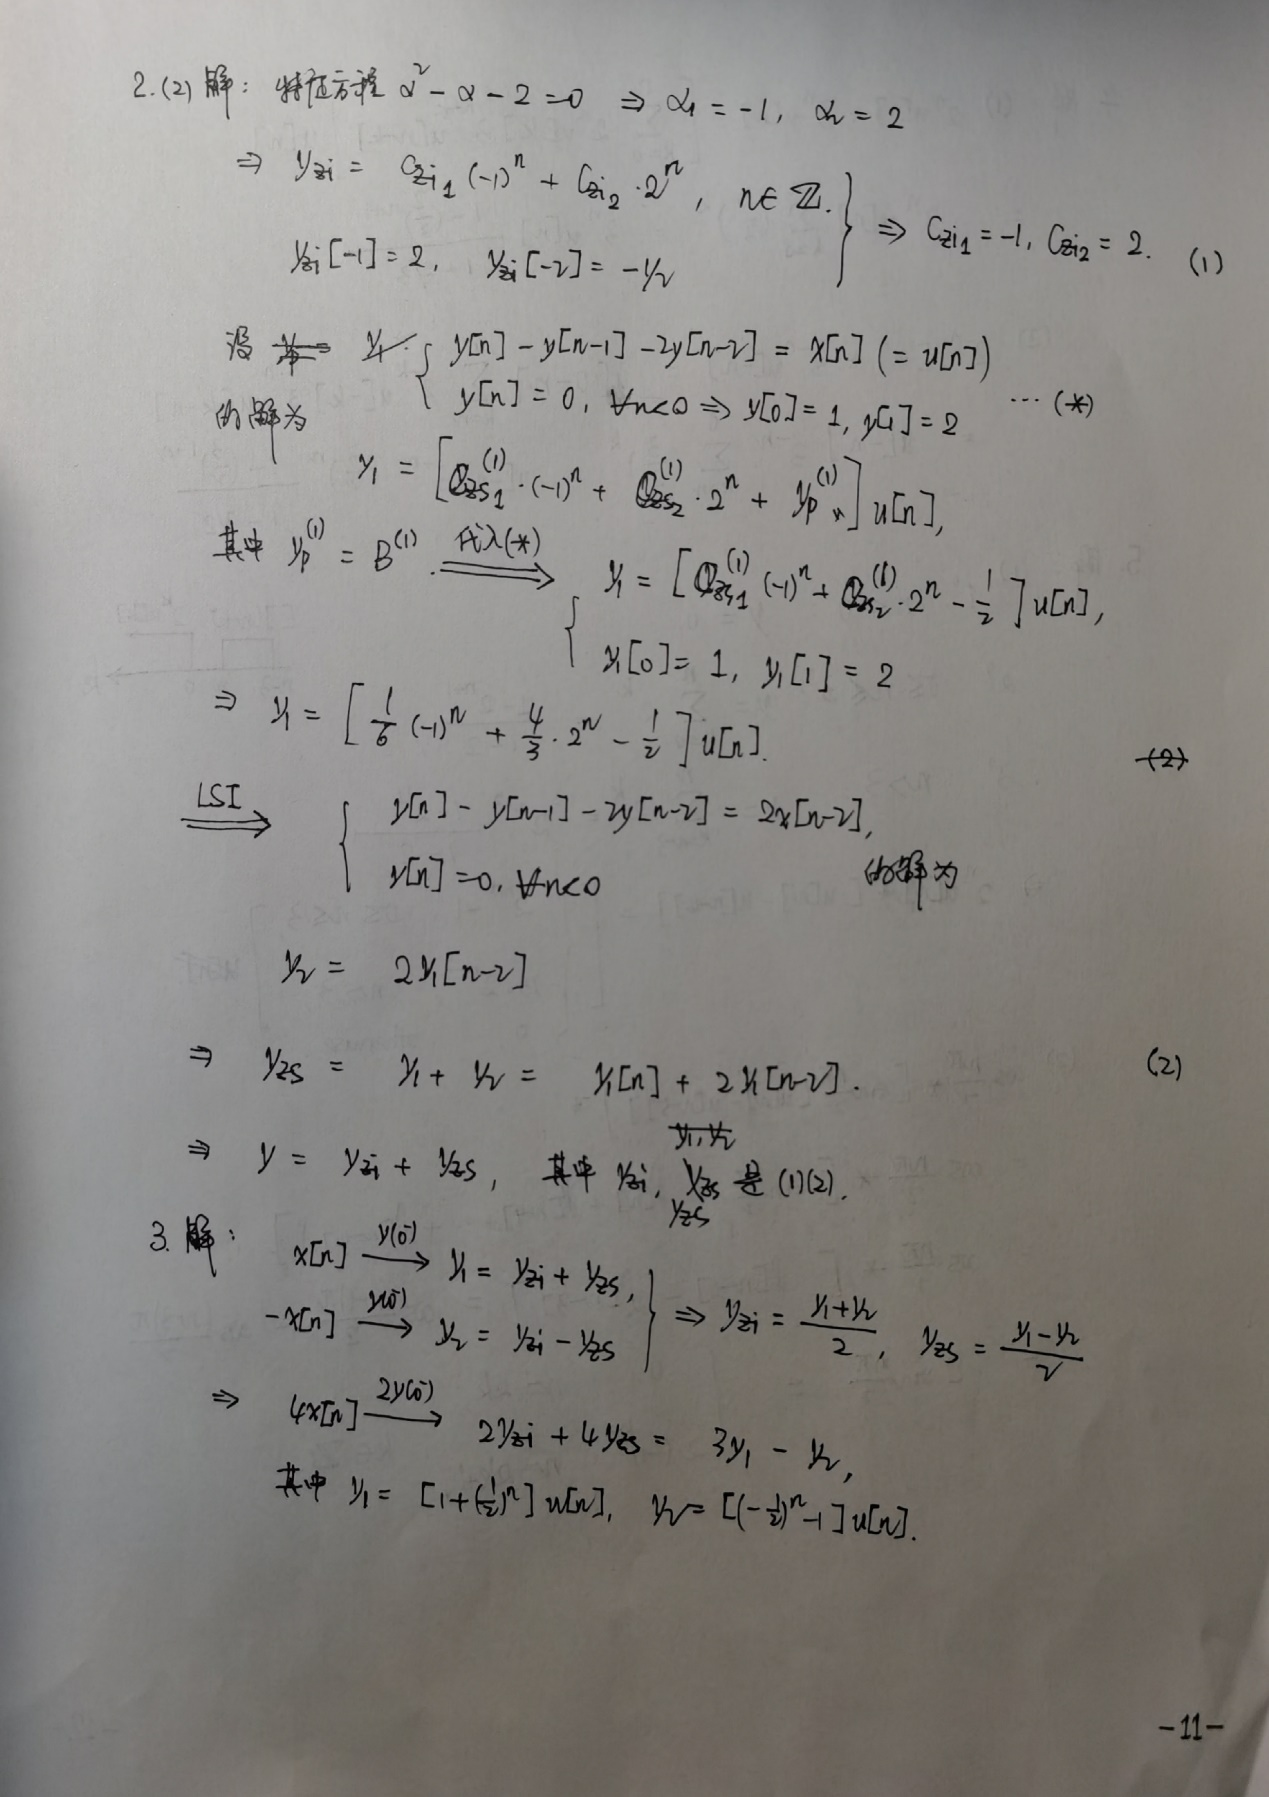 2.(2) 解: 特征方程 α² - α - 2 = 0 ⇒ α₁ = -1, α₂ = 2
⇒ y_zi = C_zi₁ (-1)ⁿ + C_zi₂ · 2ⁿ, n∈ℤ.
y_zi[-1] = 2, y_zi[-2] = -1/2 } ⇒ C_zi₁ = -1, C_zi₂ = 2. (1)
设 { y[n] - y[n-1] - 2y[n-2] = x[n] (= u[n])
y[n] = 0, ∀n<0 ⇒ y[0] = 1, y[1] = 2 … (*)
的解为
y₁ = [C_zs₁⁽¹⁾ · (-1)ⁿ + C_zs₂⁽¹⁾ · 2ⁿ + y_p⁽¹⁾] u[n],
其中 y_p⁽¹⁾ = B⁽¹⁾. 代入(*) ⟹ { y₁ = [C_zs₁⁽¹⁾ (-1)ⁿ + C_zs₂⁽¹⁾ · 2ⁿ - 1/2] u[n],
y₁[0] = 1, y₁[1] = 2
⇒ y₁ = [1/6 (-1)ⁿ + 4/3 · 2ⁿ - 1/2] u[n]. (2)
LSI ⟹ { y[n] - y[n-1] - 2y[n-2] = 2x[n-2],
y[n] = 0, ∀n<0 的解为
y₂ = 2y₁[n-2]
⇒ y_zs = y₁ + y₂ = y₁[n] + 2y₁[n-2]. (2)
y₁, y₂
⇒ y = y_zi + y_zs, 其中 y_zi, y_zs 是 (1)(2).
y_zs
3. 解: x[n] —y(0⁻)→ y₁ = y_zi + y_zs,
-x[n] —y(0⁻)→ y₂ = y_zi - y_zs } ⇒ y_zi = (y₁+y₂)/2, y_zs = (y₁-y₂)/2
⇒ 4x[n] —2y(0⁻)→ 2y_zi + 4y_zs = 3y₁ - y₂,
其中 y₁ = [1+(1/2)ⁿ] u[n], y₂ = [(-1/2)ⁿ-1] u[n].
-11-